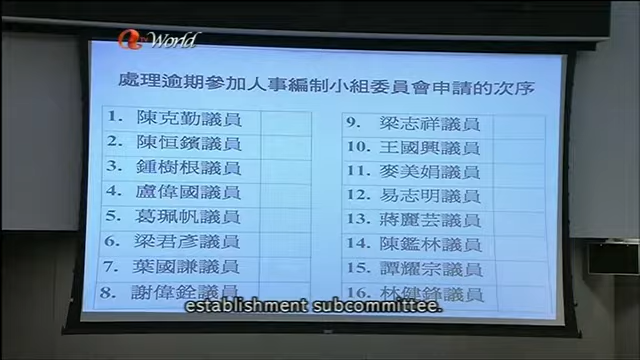 aTV World
處理逾期參加人事編制小組委員會申請的次序
1. 陳克勤議員
2. 陳恒鑌議員
3. 鍾樹根議員
4. 盧偉國議員
5. 葛珮帆議員
6. 梁君彥議員
7. 葉國謙議員
8. 謝偉銓議員
9. 梁志祥議員
10. 王國興議員
11. 麥美娟議員
12. 易志明議員
13. 蔣麗芸議員
14. 陳鑑林議員
15. 譚耀宗議員
16. 林健鋒議員
establishment subcommittee.